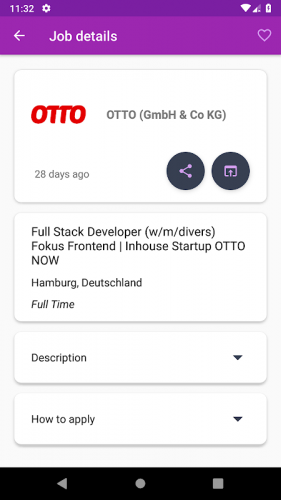 11:32
Job details
OTTO
OTTO (GmbH & Co KG)
28 days ago
Full Stack Developer (w/m/divers)
Fokus Frontend | Inhouse Startup OTTO
NOW
Hamburg, Deutschland
Full Time
Description
How to apply